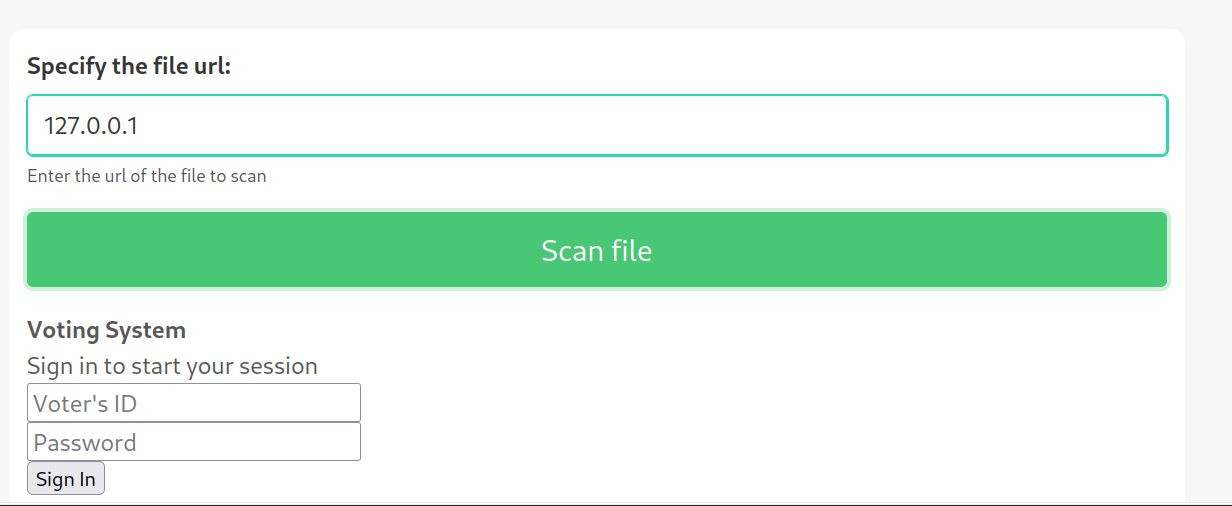 Specify the file url:
127.0.0.1
Enter the url of the file to scan
Scan file
Voting System
Sign in to start your session
Voter's ID
Password
Sign In